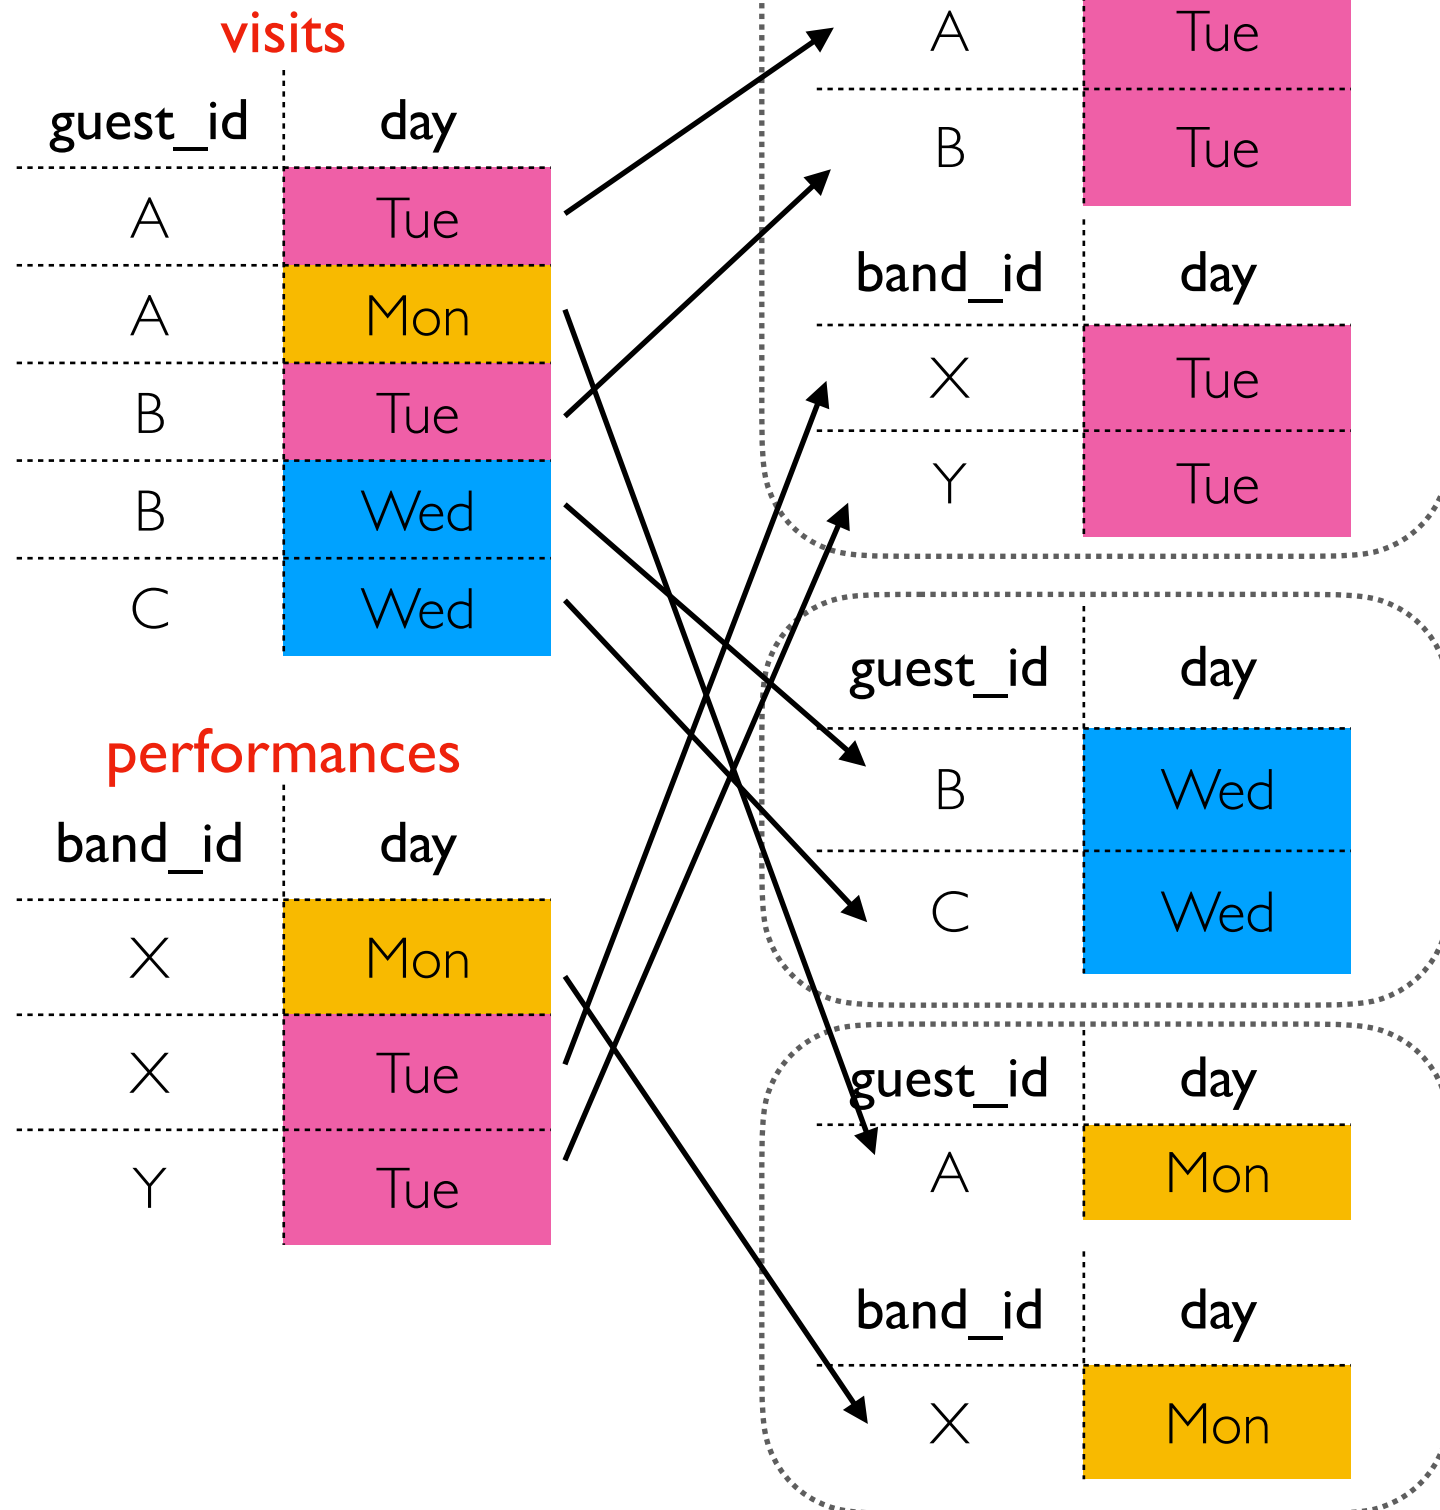 visits
guest_id day
A Tue
A Mon
B Tue
B Wed
C Wed
performances
band_id day
X Mon
X Tue
Y Tue
A Tue
B Tue
band_id day
X Tue
Y Tue
guest_id day
B Wed
C Wed
guest_id day
A Mon
band_id day
X Mon